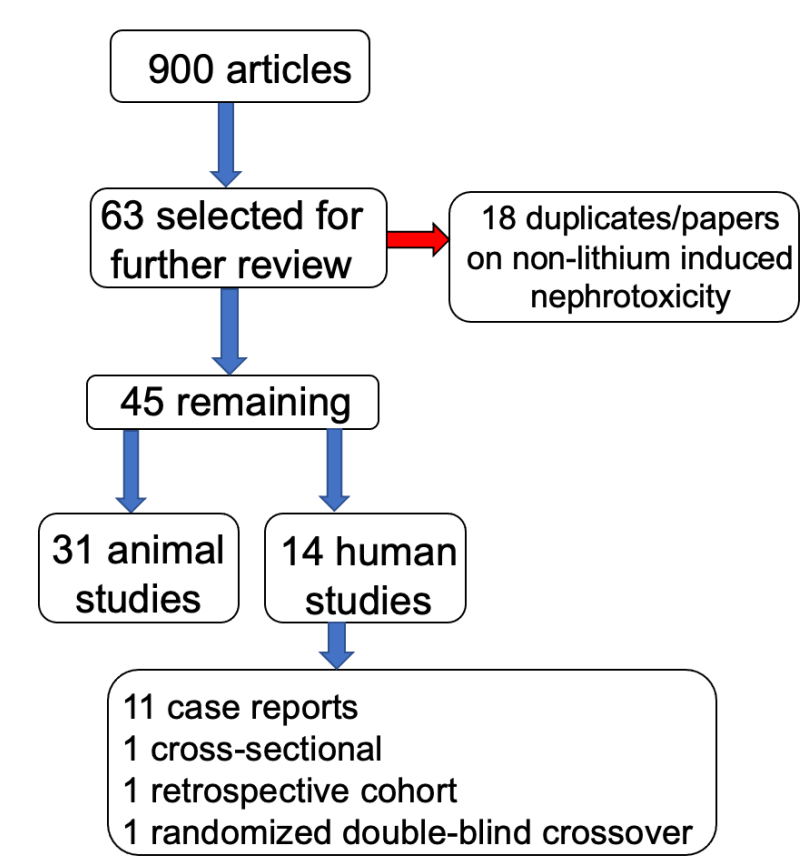 900 articles
63 selected for
further review
18 duplicates/papers
on non-lithium induced
nephrotoxicity
45 remaining
31 animal
studies
14 human
studies
11 case reports
1 cross-sectional
1 retrospective cohort
1 randomized double-blind crossover